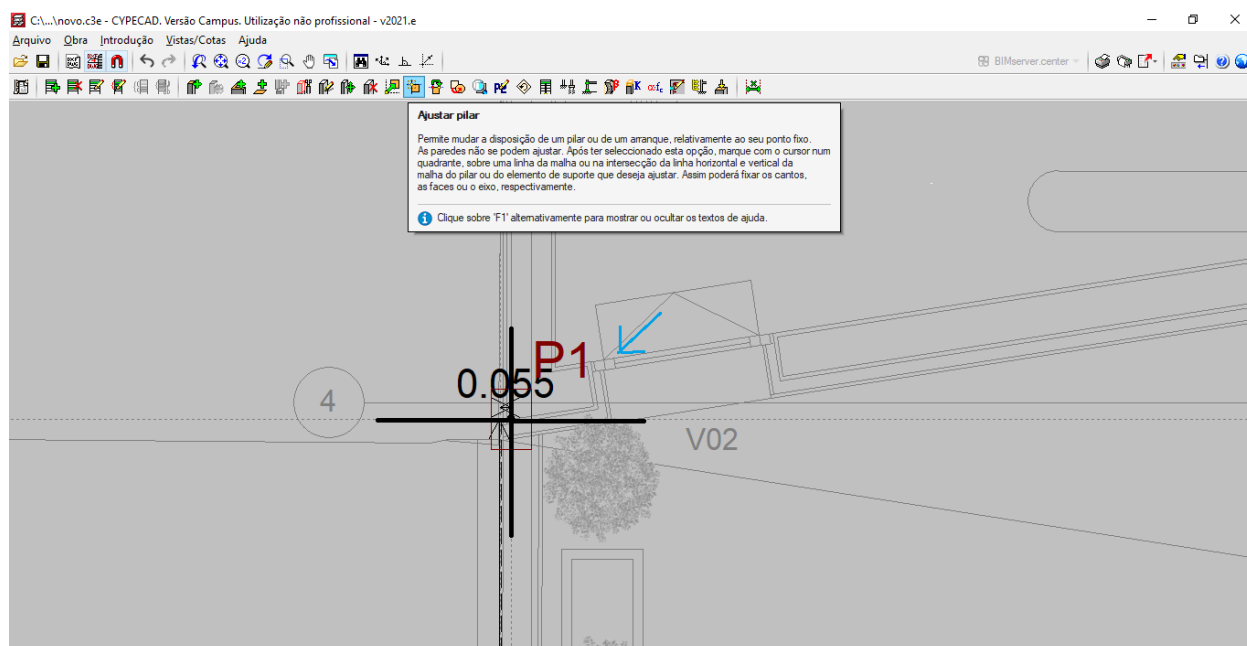 C:\...\novo.c3e - CYPECAD. Versão Campus. Utilização não profissional - v2021.e
Arquivo Obra Introdução Vistas/Cotas Ajuda
BIMserver.center
Ajustar pilar
Permite mudar a disposição de um pilar ou de um arranque, relativamente ao seu ponto fixo.
As paredes não se podem ajustar. Após ter seleccionado esta opção, marque com o cursor num
quadrante, sobre uma linha da malha ou na intersecção da linha horizontal e vertical da
malha do pilar ou do elemento de suporte que deseja ajustar. Assim poderá fixar os cantos,
as faces ou o eixo, respectivamente.
Clique sobre 'F1' alternativamente para mostrar ou ocultar os textos de ajuda.
P1
0.055
4
V02